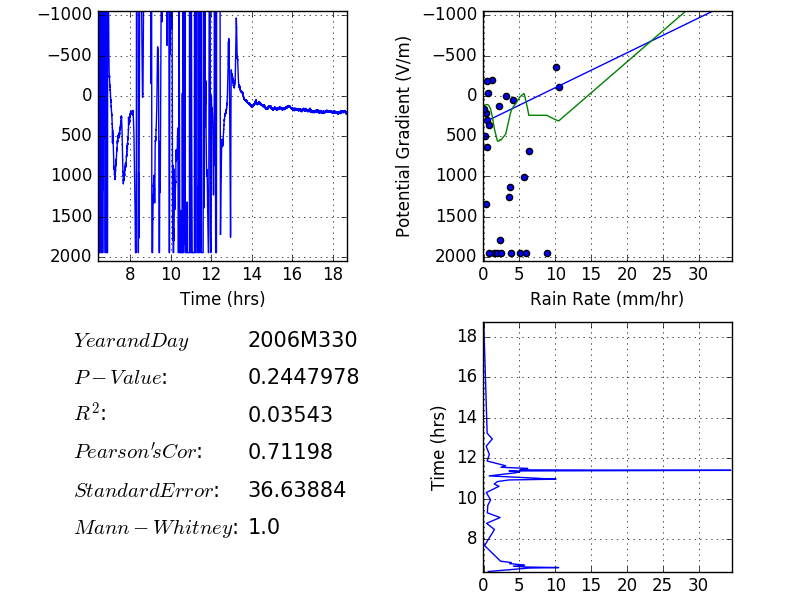 −1000
−500
0
500
1000
1500
2000
8 10 12 14 16 18
Time (hrs)
Potential Gradient (V/m)
−1000
−500
0
500
1000
1500
2000
0 5 10 15 20 25 30
Rain Rate (mm/hr)
YearandDay 2006M330
P−Value: 0.2447978
R²: 0.03543
Pearson'sCor: 0.71198
StandardError: 36.63884
Mann−Whitney: 1.0
Time (hrs)
18
16
14
12
10
8
0 5 10 15 20 25 30